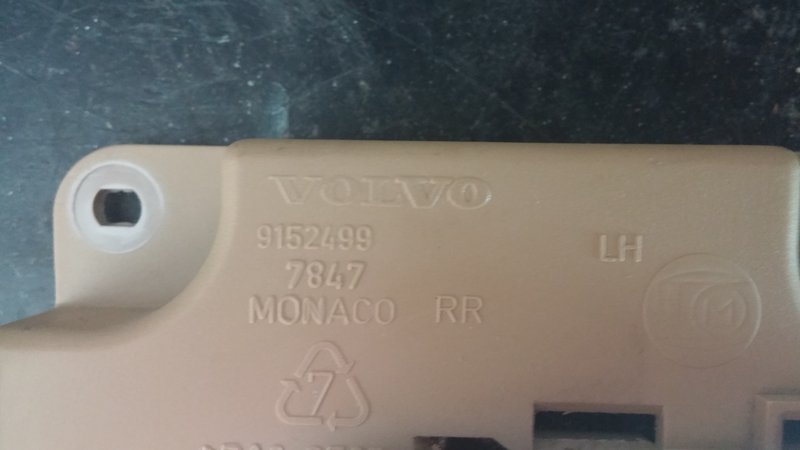 VOLVO
9152499
LH
7847
MONACO RR
7